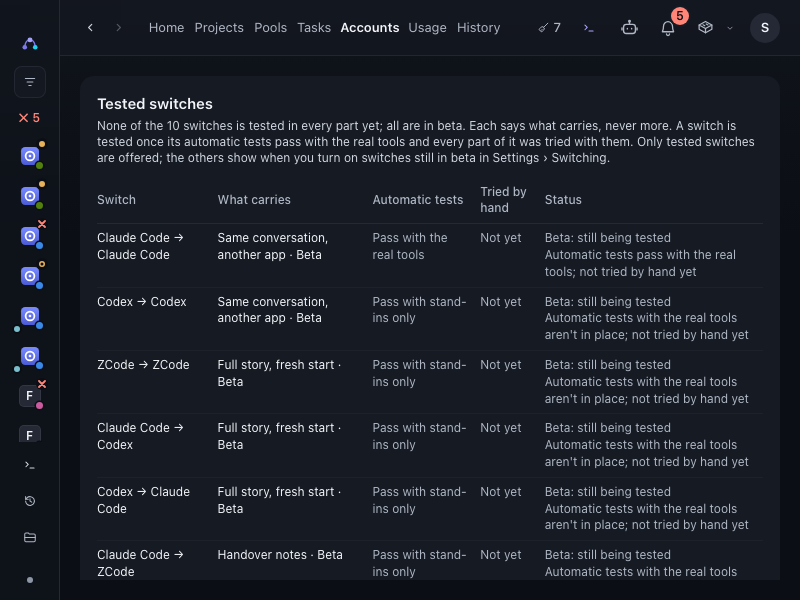 Home Projects Pools Tasks Accounts Usage History 7 5 S
5
F
F
Tested switches
None of the 10 switches is tested in every part yet; all are in beta. Each says what carries, never more. A switch is
tested once its automatic tests pass with the real tools and every part of it was tried with them. Only tested switches
are offered; the others show when you turn on switches still in beta in Settings › Switching.
Switch What carries Automatic tests Tried by hand Status
Claude Code → Claude Code
Same conversation, another app · Beta
Pass with the real tools
Not yet
Beta: still being tested
Automatic tests pass with the real tools; not tried by hand yet
Codex → Codex
Same conversation, another app · Beta
Pass with stand-ins only
Not yet
Beta: still being tested
Automatic tests with the real tools aren't in place; not tried by hand yet
ZCode → ZCode
Full story, fresh start · Beta
Pass with stand-ins only
Not yet
Beta: still being tested
Automatic tests with the real tools aren't in place; not tried by hand yet
Claude Code → Codex
Full story, fresh start · Beta
Pass with stand-ins only
Not yet
Beta: still being tested
Automatic tests with the real tools aren't in place; not tried by hand yet
Codex → Claude Code
Full story, fresh start · Beta
Pass with stand-ins only
Not yet
Beta: still being tested
Automatic tests with the real tools aren't in place; not tried by hand yet
Claude Code → ZCode
Handover notes · Beta
Pass with stand-ins only
Not yet
Beta: still being tested
Automatic tests with the real tools